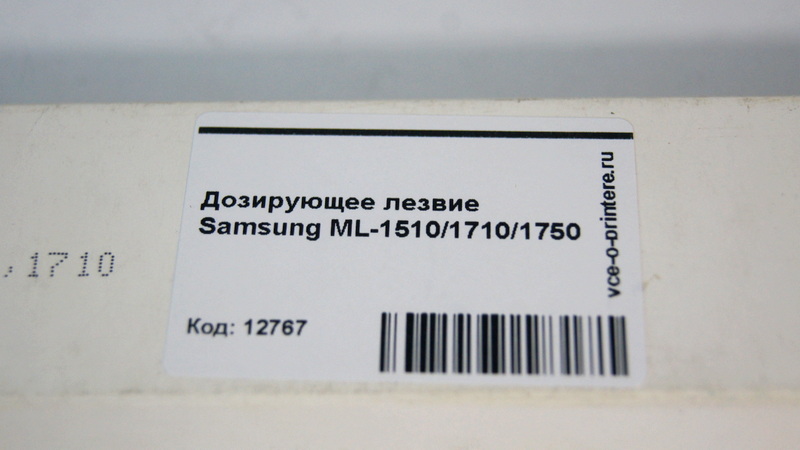 Дозирующее лезвие
Samsung ML-1510/1710/1750
vce-o-printere.ru
,1710
Код: 12767